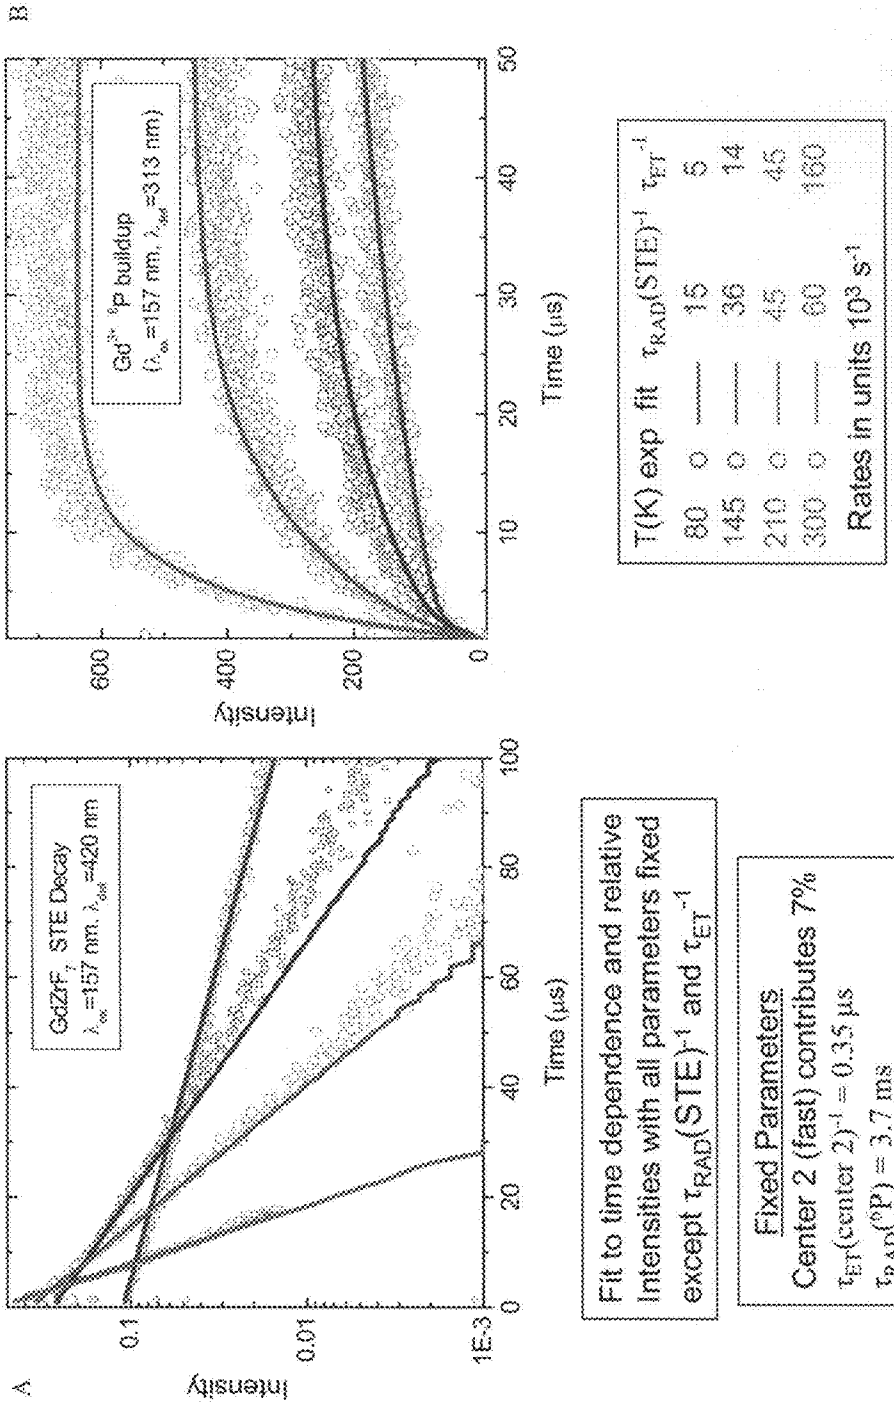 A
GdZrF7 STE Decay
λex =157 nm, λdet =420 nm
Intensity
0.1
0.01
1E-3
0
20
40
60
80
100
Time (μs)
B
Gd3+ 6P buildup
(λex =157 nm, λdet =313 nm)
Intensity
600
400
200
0
10
20
30
40
50
Time (μs)
Fit to time dependence and relative
Intensities with all parameters fixed
except τRAD(STE)-1 and τET-1
Fixed Parameters
Center 2 (fast) contributes 7%
τET(center 2)-1 = 0.35 μs
τRAD(6P) = 3.7 ms
T(K) exp fit τRAD(STE)-1 τET-1
80 o — 15 5
145 o — 36 14
210 o — 45 45
300 o — 60 160
Rates in units 10³ s-1